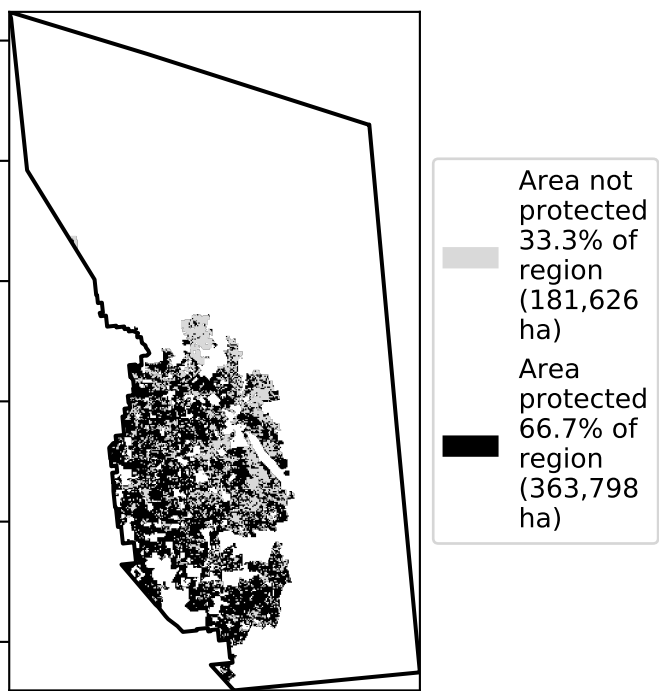 Area not
protected
33.3% of
region
(181,626
ha)
Area
protected
66.7% of
region
(363,798
ha)